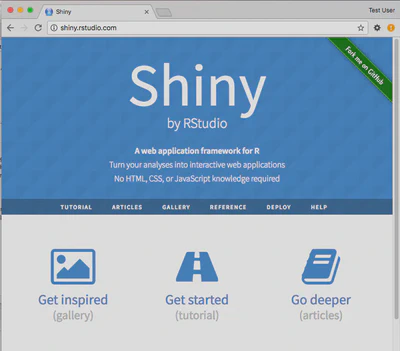 Shiny
Test User
shiny.rstudio.com
Fork me on GitHub
Shiny
by RStudio
A web application framework for R
Turn your analyses into interactive web applications
No HTML, CSS, or JavaScript knowledge required
TUTORIAL ARTICLES GALLERY REFERENCE DEPLOY HELP
Get inspired
(gallery)
Get started
(tutorial)
Go deeper
(articles)